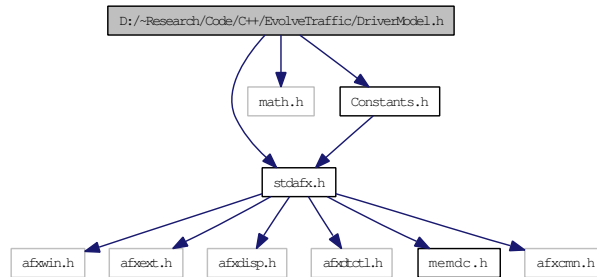 D:/~Research/Code/C++/EvolveTraffic/DriverModel.h
math.h
Constants.h
stdafx.h
afxwin.h
afxext.h
afxdisp.h
afxdtctl.h
memdc.h
afxcmn.h